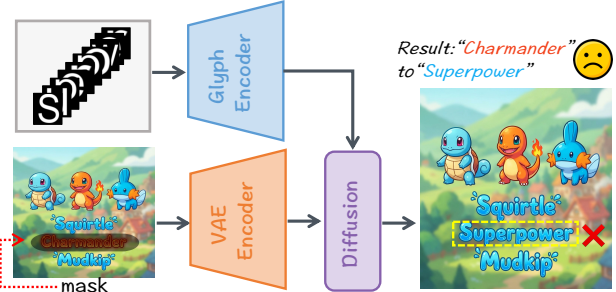 S
Glyph
Encoder
Squirtle
Charmander
Mudkip
mask
VAE
Encoder
Diffusion
Result:"Charmander"
to"Superpower"
Squirtle
Superpower
Mudkip